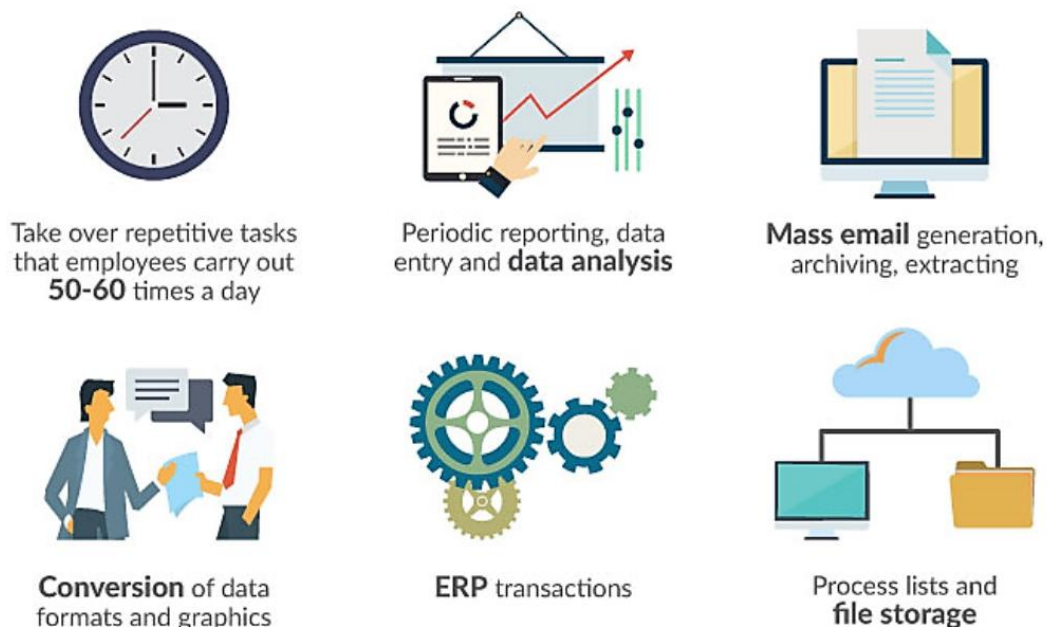 Take over repetitive tasks
that employees carry out
50-60 times a day
Periodic reporting, data
entry and data analysis
Mass email generation,
archiving, extracting
Conversion of data
formats and graphics
ERP transactions
Process lists and
file storage